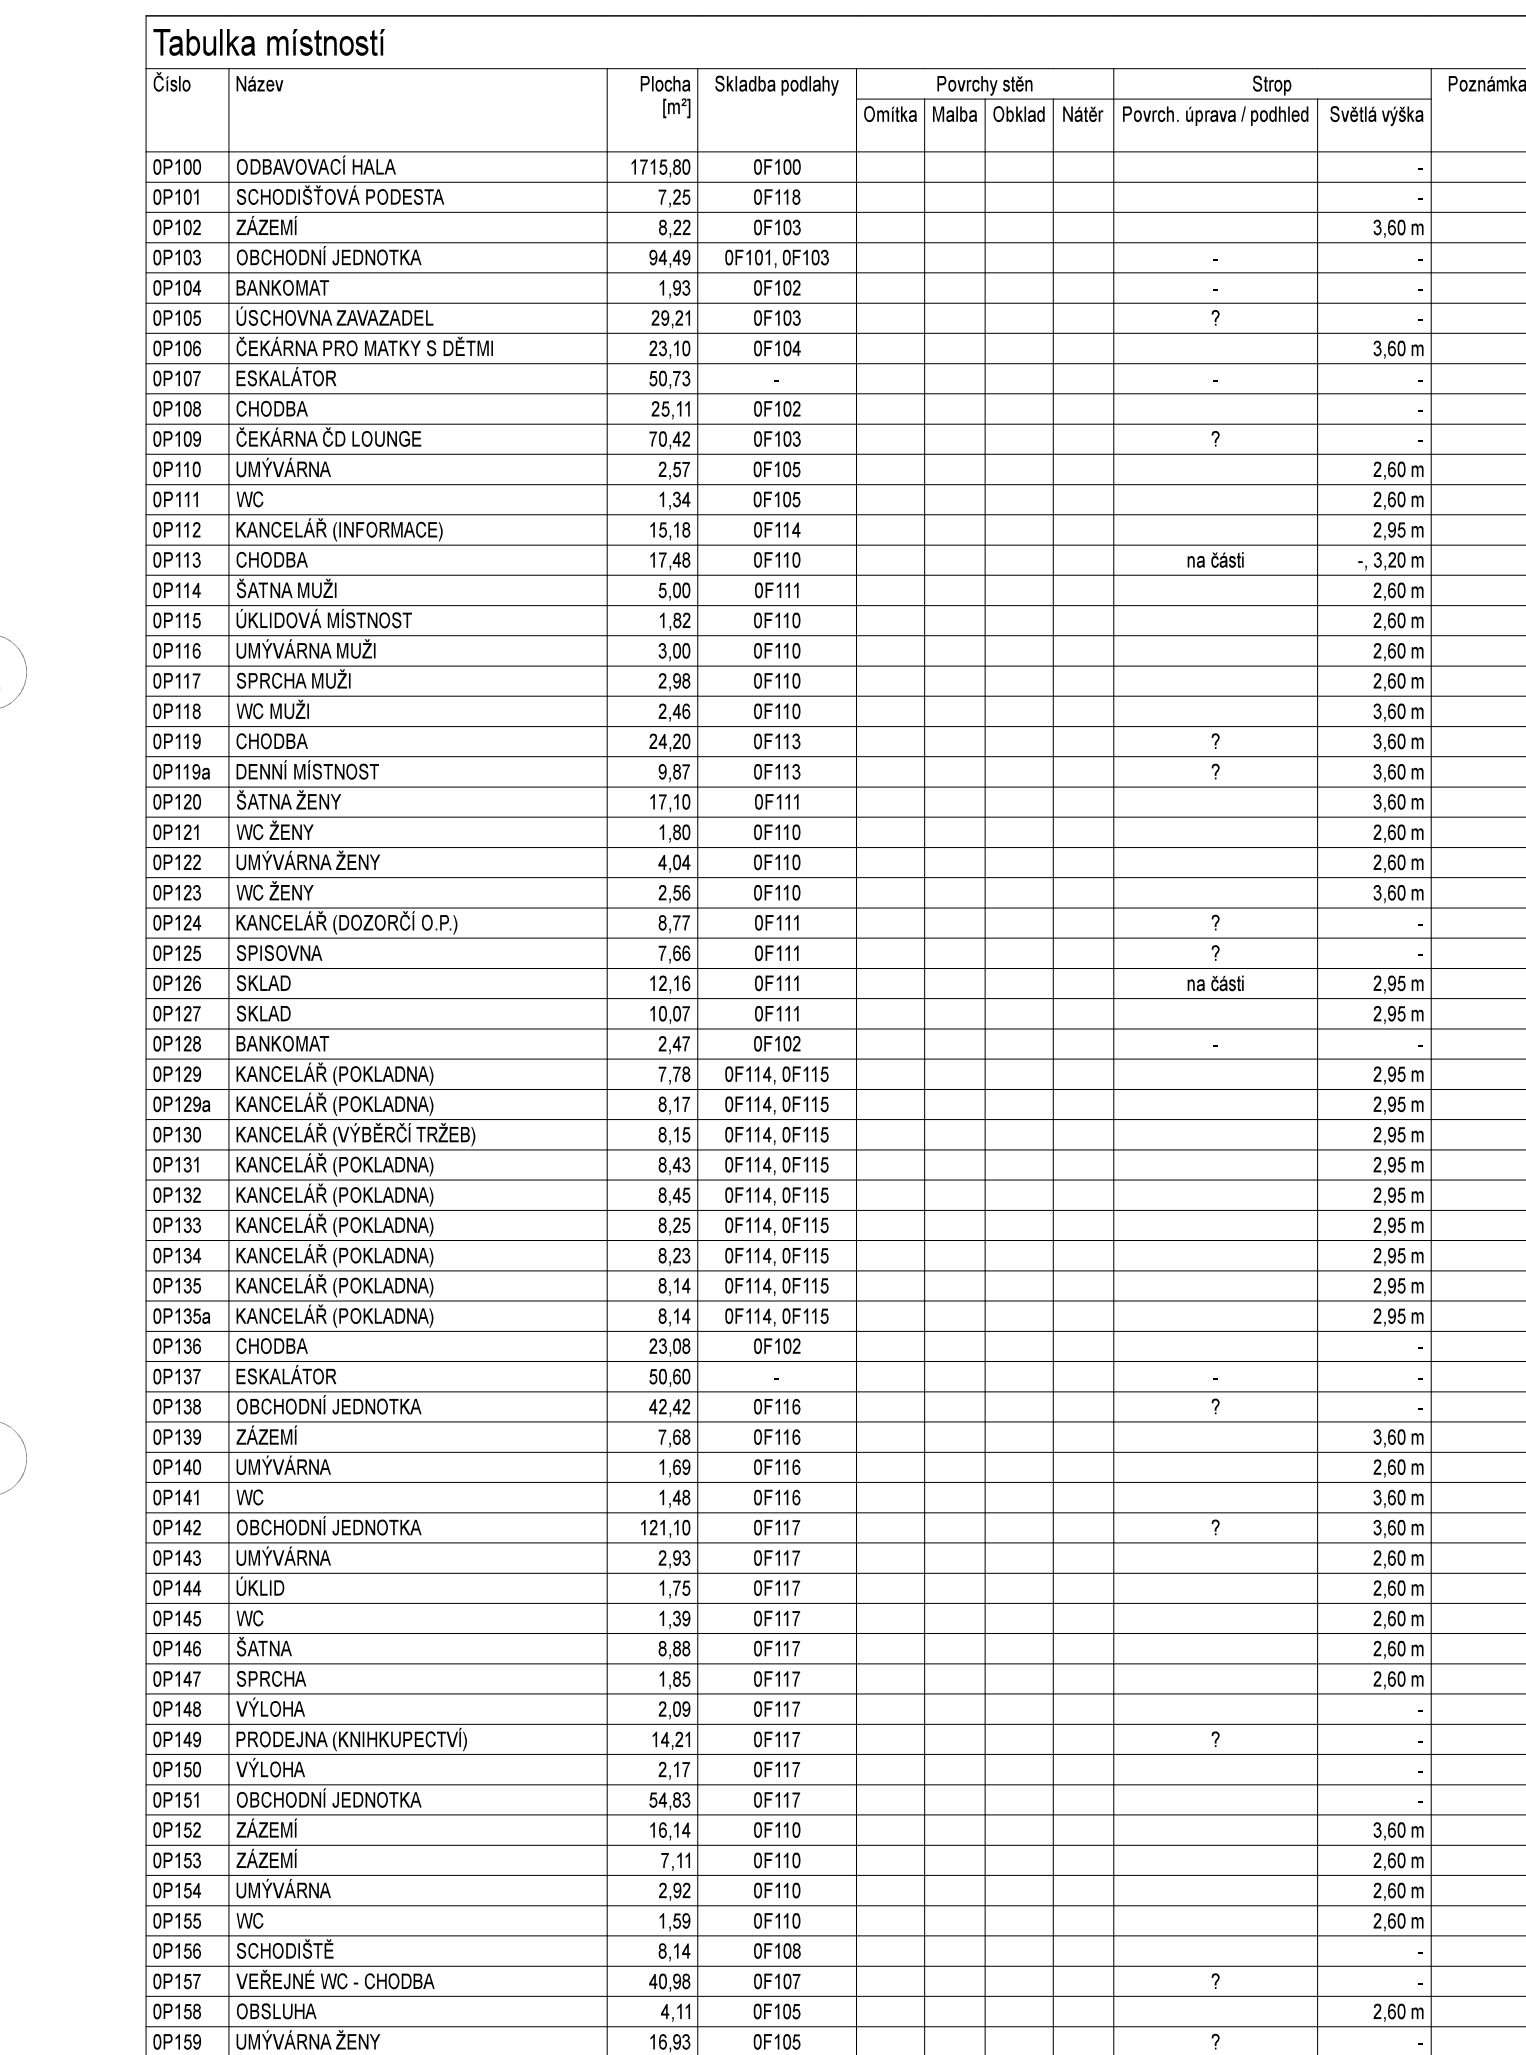 Tabulka místností
Číslo Název Plocha [m²] Skladba podlahy Povrchy stěn Strop Poznámka
Omítka Malba Obklad Nátěr Povrch. úprava / podhled Světlá výška
0P100 ODBAVOVACÍ HALA 1715,80 0F100 -
0P101 SCHODIŠŤOVÁ PODESTA 7,25 0F118 -
0P102 ZÁZEMÍ 8,22 0F103 3,60 m
0P103 OBCHODNÍ JEDNOTKA 94,49 0F101, 0F103 - -
0P104 BANKOMAT 1,93 0F102 - -
0P105 ÚSCHOVNA ZAVAZADEL 29,21 0F103 ? -
0P106 ČEKÁRNA PRO MATKY S DĚTMI 23,10 0F104 3,60 m
0P107 ESKALÁTOR 50,73 - - -
0P108 CHODBA 25,11 0F102 -
0P109 ČEKÁRNA ČD LOUNGE 70,42 0F103 ? -
0P110 UMÝVÁRNA 2,57 0F105 2,60 m
0P111 WC 1,34 0F105 2,60 m
0P112 KANCELÁŘ (INFORMACE) 15,18 0F114 2,95 m
0P113 CHODBA 17,48 0F110 na části -, 3,20 m
0P114 ŠATNA MUŽI 5,00 0F111 2,60 m
0P115 ÚKLIDOVÁ MÍSTNOST 1,82 0F110 2,60 m
0P116 UMÝVÁRNA MUŽI 3,00 0F110 2,60 m
0P117 SPRCHA MUŽI 2,98 0F110 2,60 m
0P118 WC MUŽI 2,46 0F110 3,60 m
0P119 CHODBA 24,20 0F113 ? 3,60 m
0P119a DENNÍ MÍSTNOST 9,87 0F113 ? 3,60 m
0P120 ŠATNA ŽENY 17,10 0F111 3,60 m
0P121 WC ŽENY 1,80 0F110 2,60 m
0P122 UMÝVÁRNA ŽENY 4,04 0F110 2,60 m
0P123 WC ŽENY 2,56 0F110 3,60 m
0P124 KANCELÁŘ (DOZORČÍ O.P.) 8,77 0F111 ? -
0P125 SPISOVNA 7,66 0F111 ? -
0P126 SKLAD 12,16 0F111 na části 2,95 m
0P127 SKLAD 10,07 0F111 2,95 m
0P128 BANKOMAT 2,47 0F102 - -
0P129 KANCELÁŘ (POKLADNA) 7,78 0F114, 0F115 2,95 m
0P129a KANCELÁŘ (POKLADNA) 8,17 0F114, 0F115 2,95 m
0P130 KANCELÁŘ (VÝBĚRČÍ TRŽEB) 8,15 0F114, 0F115 2,95 m
0P131 KANCELÁŘ (POKLADNA) 8,43 0F114, 0F115 2,95 m
0P132 KANCELÁŘ (POKLADNA) 8,45 0F114, 0F115 2,95 m
0P133 KANCELÁŘ (POKLADNA) 8,25 0F114, 0F115 2,95 m
0P134 KANCELÁŘ (POKLADNA) 8,23 0F114, 0F115 2,95 m
0P135 KANCELÁŘ (POKLADNA) 8,14 0F114, 0F115 2,95 m
0P135a KANCELÁŘ (POKLADNA) 8,14 0F114, 0F115 2,95 m
0P136 CHODBA 23,08 0F102 -
0P137 ESKALÁTOR 50,60 - - -
0P138 OBCHODNÍ JEDNOTKA 42,42 0F116 ? -
0P139 ZÁZEMÍ 7,68 0F116 3,60 m
0P140 UMÝVÁRNA 1,69 0F116 2,60 m
0P141 WC 1,48 0F116 3,60 m
0P142 OBCHODNÍ JEDNOTKA 121,10 0F117 ? 3,60 m
0P143 UMÝVÁRNA 2,93 0F117 2,60 m
0P144 ÚKLID 1,75 0F117 2,60 m
0P145 WC 1,39 0F117 2,60 m
0P146 ŠATNA 8,88 0F117 2,60 m
0P147 SPRCHA 1,85 0F117 2,60 m
0P148 VÝLOHA 2,09 0F117 -
0P149 PRODEJNA (KNIHKUPECTVÍ) 14,21 0F117 ? -
0P150 VÝLOHA 2,17 0F117 -
0P151 OBCHODNÍ JEDNOTKA 54,83 0F117 -
0P152 ZÁZEMÍ 16,14 0F110 3,60 m
0P153 ZÁZEMÍ 7,11 0F110 2,60 m
0P154 UMÝVÁRNA 2,92 0F110 2,60 m
0P155 WC 1,59 0F110 2,60 m
0P156 SCHODIŠTĚ 8,14 0F108 -
0P157 VEŘEJNÉ WC - CHODBA 40,98 0F107 ? -
0P158 OBSLUHA 4,11 0F105 2,60 m
0P159 UMÝVÁRNA ŽENY 16,93 0F105 ? -